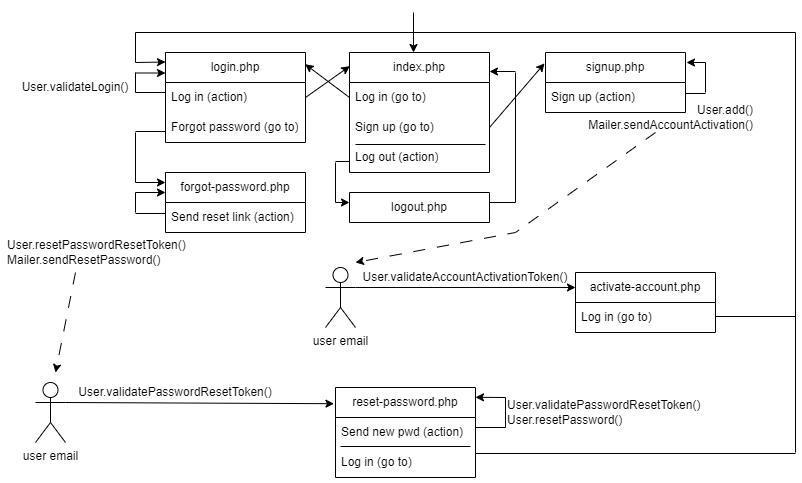 login.php
index.php
signup.php
User.validateLogin()
Log in (action)
Log in (go to)
Sign up (action)
User.add()
Mailer.sendAccountActivation()
Forgot password (go to)
Sign up (go to)
Log out (action)
forgot-password.php
Send reset link (action)
logout.php
User.resetPasswordResetToken()
Mailer.sendResetPassword()
User.validateAccountActivationToken()
user email
activate-account.php
Log in (go to)
User.validatePasswordResetToken()
user email
reset-password.php
Send new pwd (action)
Log in (go to)
User.validatePasswordResetToken()
User.resetPassword()